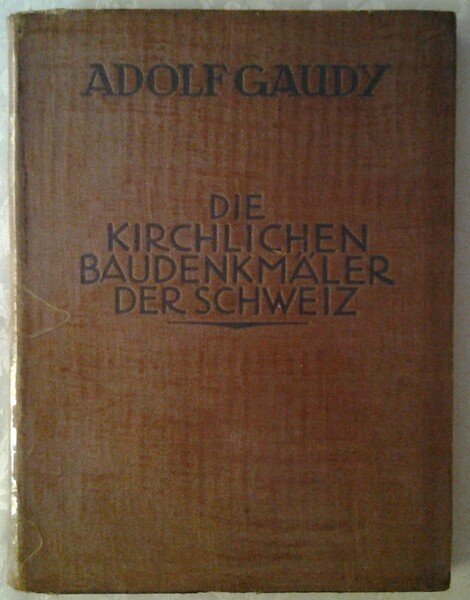 ADOLF GAUDY
DIE
KIRCHLICHEN
BAUDENKMÄLER
DER SCHWEIZ